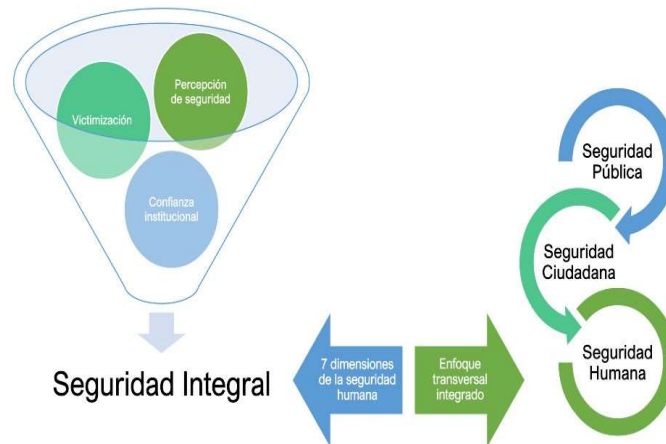 Percepción
de seguridad
Victimización
Confianza
institucional
Seguridad Integral
7 dimensiones
de la seguridad
humana
Enfoque
transversal
integrado
Seguridad
Pública
Seguridad
Ciudadana
Seguridad
Humana